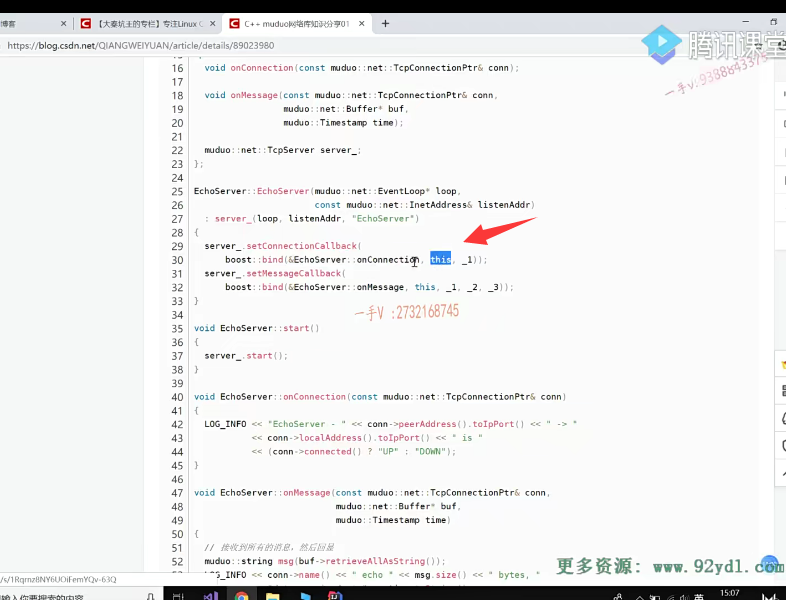 博客
【大秦坑王的专栏】专注Linux C
C++ muduo网络库知识分享01
https://blog.csdn.net/QIANGWEIYUAN/article/details/89023980
腾讯课堂
16 void onConnection(const muduo::net::TcpConnectionPtr& conn);
17
18 void onMessage(const muduo::net::TcpConnectionPtr& conn,
19 muduo::net::Buffer* buf,
20 muduo::Timestamp time);
21
22 muduo::net::TcpServer server_;
23 };
24
25 EchoServer::EchoServer(muduo::net::EventLoop* loop,
26 const muduo::net::InetAddress& listenAddr)
27 : server_(loop, listenAddr, "EchoServer")
28 {
29 server_.setConnectionCallback(
30 boost::bind(&EchoServer::onConnection, this, _1));
31 server_.setMessageCallback(
32 boost::bind(&EchoServer::onMessage, this, _1, _2, _3));
33 }
一手V :2732168745
34
35 void EchoServer::start()
36 {
37 server_.start();
38 }
39
40 void EchoServer::onConnection(const muduo::net::TcpConnectionPtr& conn)
41 {
42 LOG_INFO << "EchoServer - " << conn->peerAddress().toIpPort() << " -> "
43 << conn->localAddress().toIpPort() << " is "
44 << (conn->connected() ? "UP" : "DOWN");
45 }
46
47 void EchoServer::onMessage(const muduo::net::TcpConnectionPtr& conn,
48 muduo::net::Buffer* buf,
49 muduo::Timestamp time)
50 {
51 // 接收到所有的消息，然后回显
52 muduo::string msg(buf->retrieveAllAsString());
LOG_INFO << conn->name() << " echo " << msg.size() << " bytes, "
更多资源: www.92ydl.com
/s/1Rqrnz8NY6UOiFemYQv-63Q
输入你要搜索的内容
英
15:07